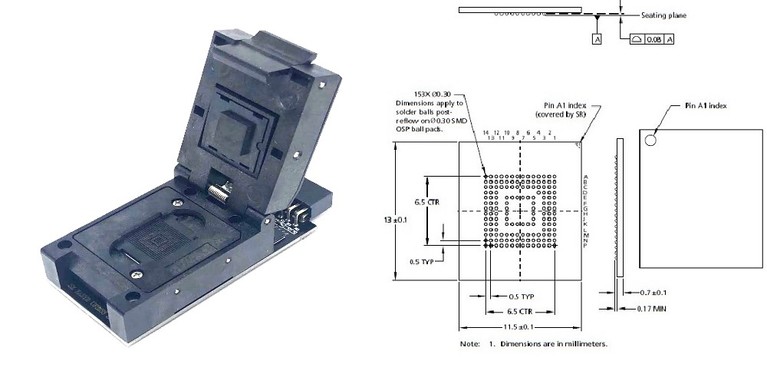 Seating plane
A
0.08 A
153X Ø0.30
Dimensions apply to
solder balls post-
reflow on Ø0.30 SMD
OSP ball pads.
Pin A1 index
(covered by SR)
Pin A1 index
14 12 10 8 6 4 2
13 11 9 7 5 3 1
A
B
C
D
E
F
G
H
J
K
L
M
N
P
6.5 CTR
13 ±0.1
0.5 TYP
0.5 TYP
6.5 CTR
11.5 ±0.1
0.7 ±0.1
0.17 MIN
Note: 1. Dimensions are in millimeters.